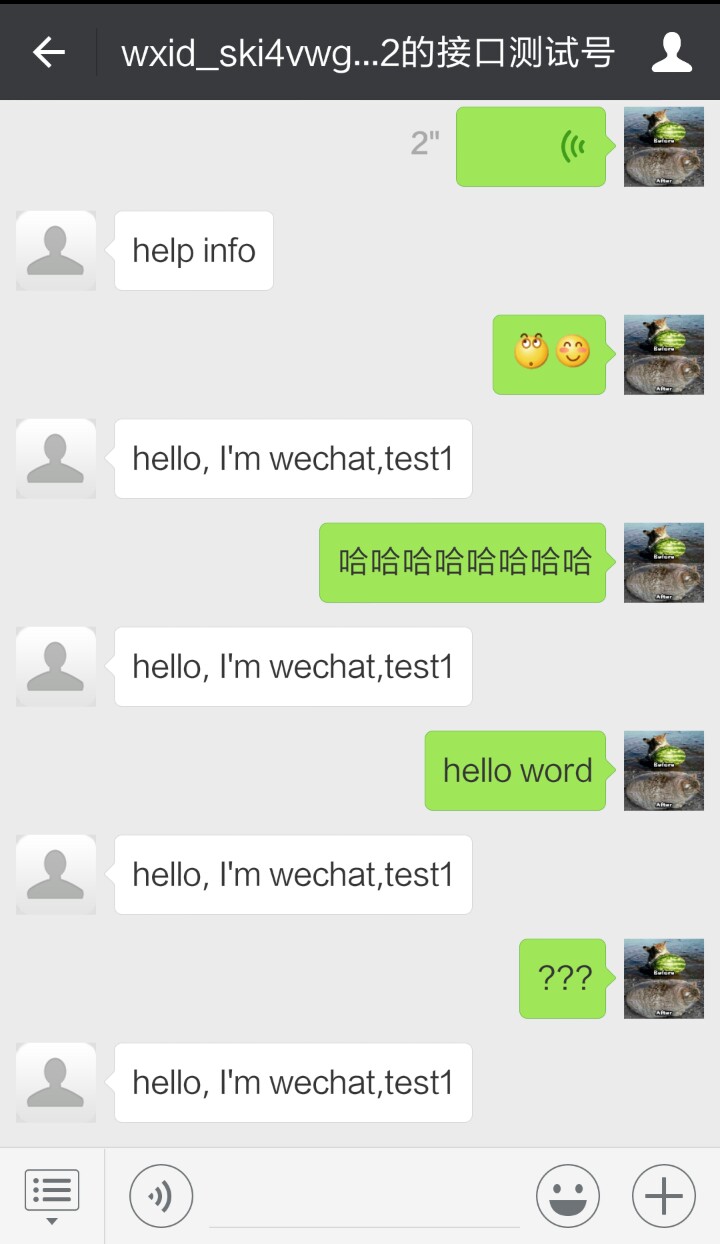 wxid_ski4vwg...2的接口测试号
2"
help info
hello, I'm wechat,test1
哈哈哈哈哈哈哈哈
hello, I'm wechat,test1
hello word
hello, I'm wechat,test1
???
hello, I'm wechat,test1